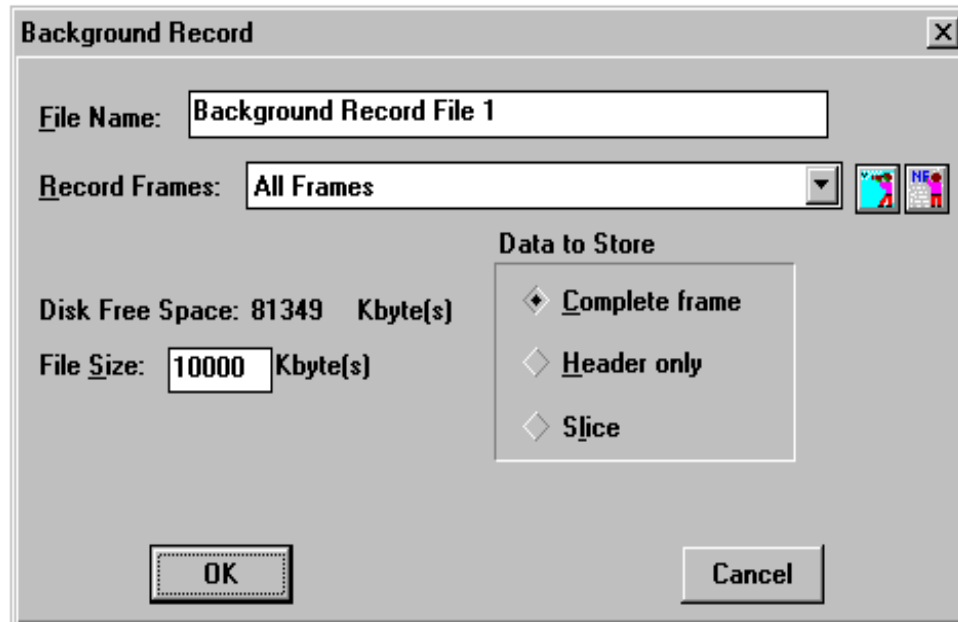 Background Record
File Name: Background Record File 1
Record Frames: All Frames
NF
Data to Store
Disk Free Space: 81349 Kbyte(s)
Complete frame
File Size: 10000 Kbyte(s)
Header only
Slice
OK
Cancel